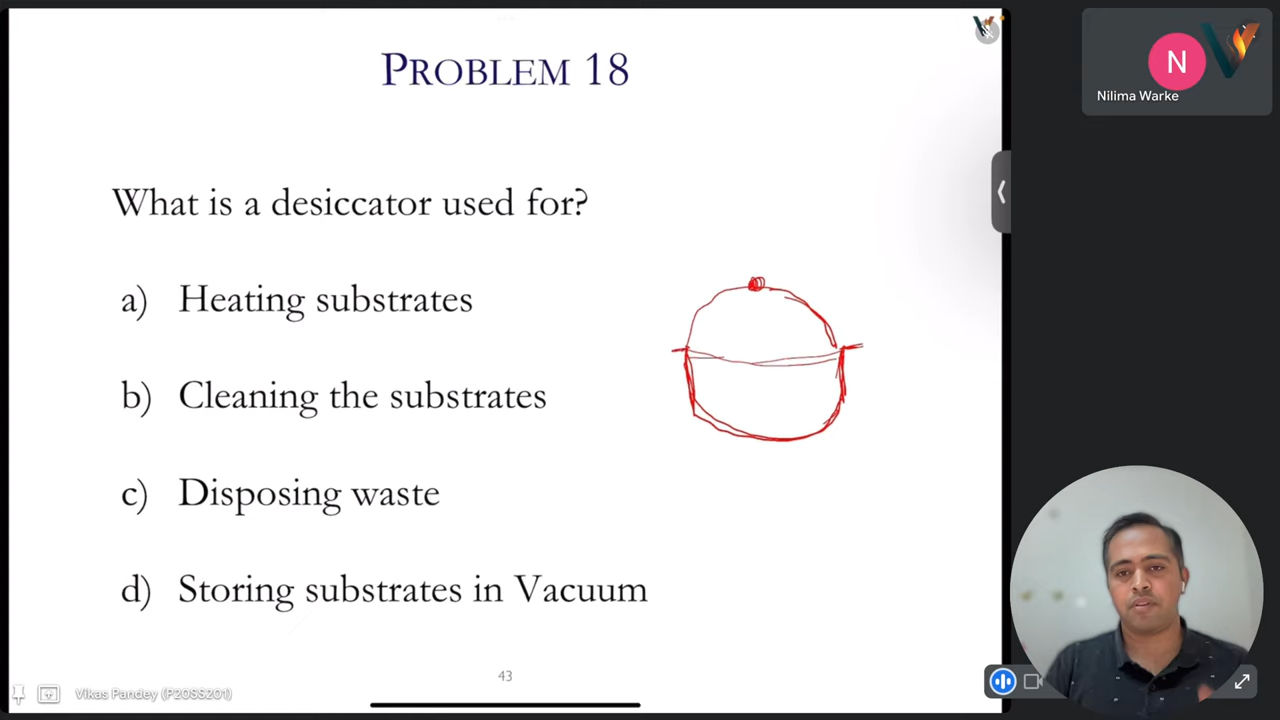 PROBLEM 18
What is a desiccator used for?
a) Heating substrates
b) Cleaning the substrates
c) Disposing waste
d) Storing substrates in Vacuum
43
Vikas Pandey (P20SS201)
N
Nilima Warke